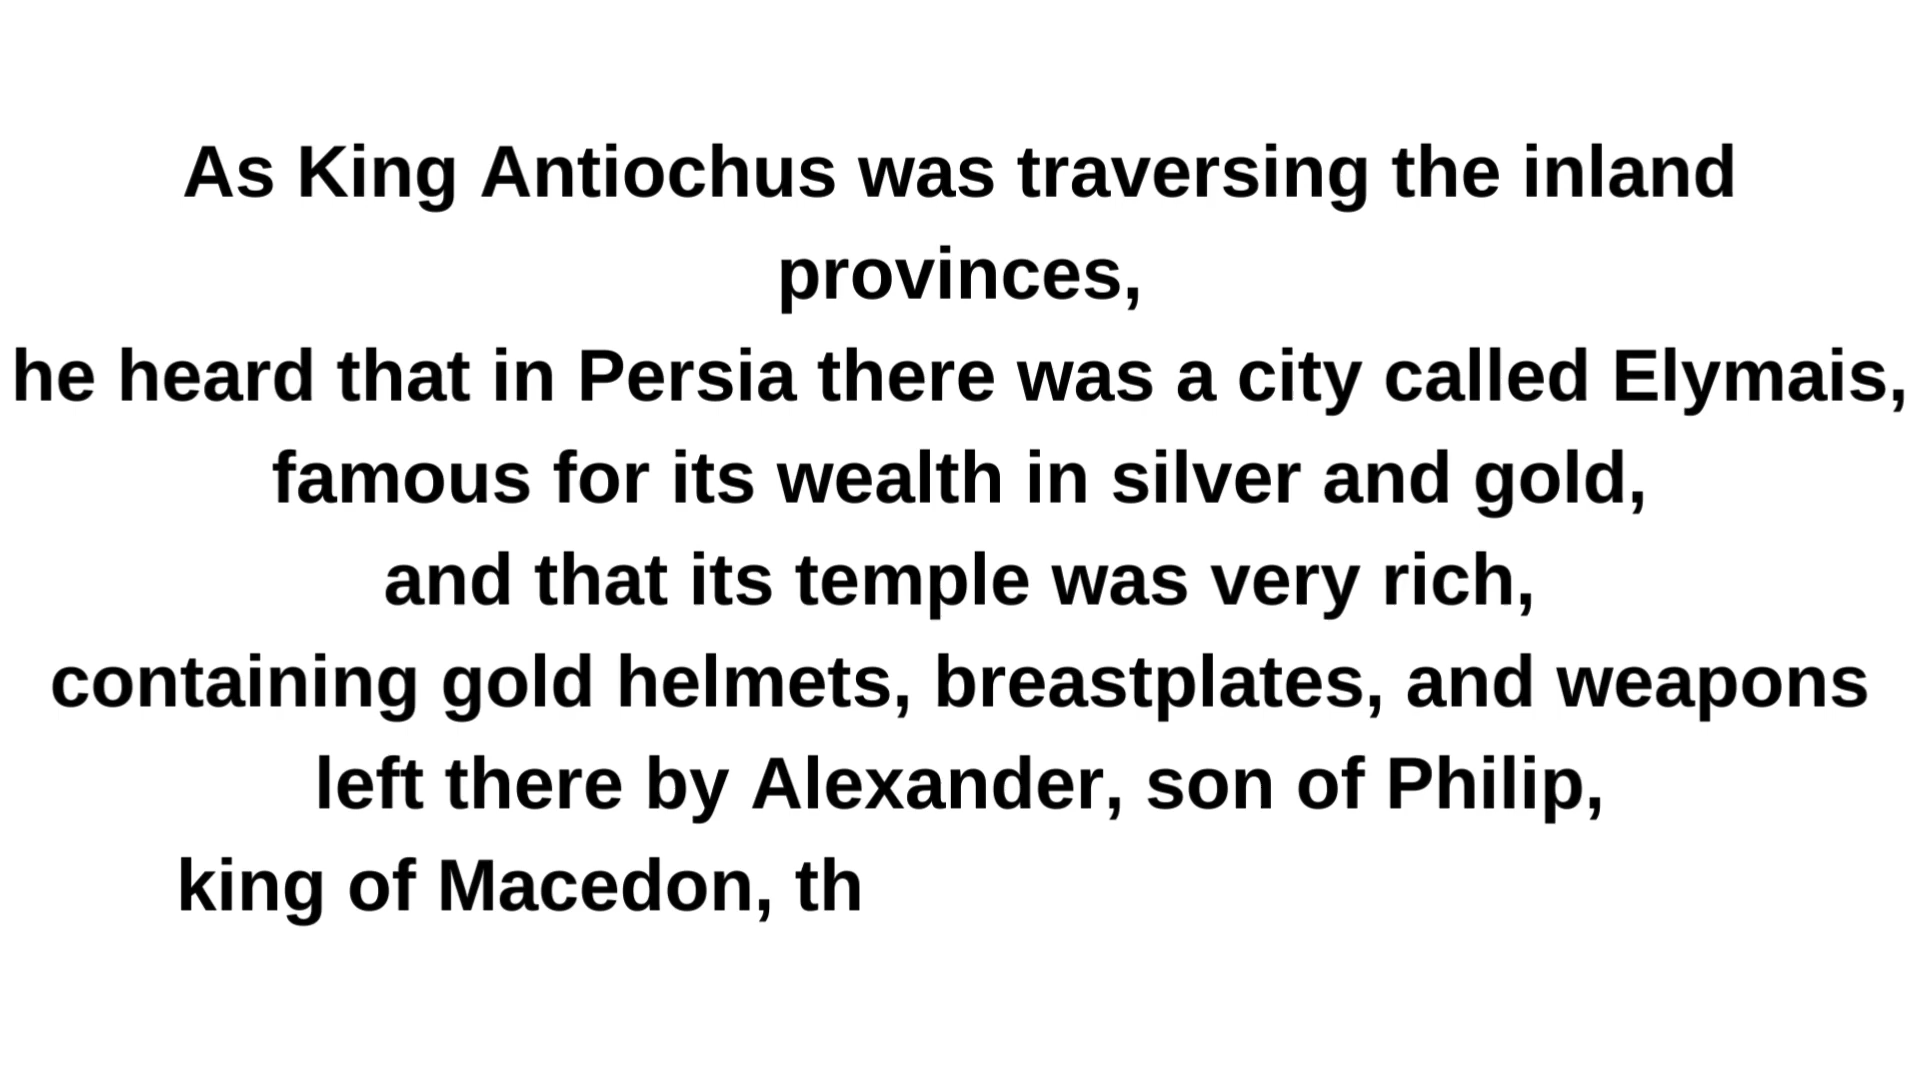 As King Antiochus was traversing the inland
provinces,
he heard that in Persia there was a city called Elymais,
famous for its wealth in silver and gold,
and that its temple was very rich,
containing gold helmets, breastplates, and weapons
left there by Alexander, son of Philip,
king of Macedon, th